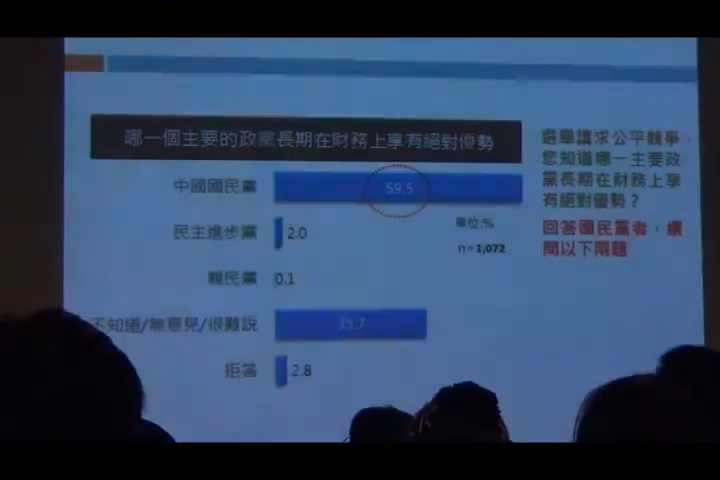 哪一個主要的政黨長期在財務上享有絕對優勢
中國國民黨 59.5
民主進步黨 2.0
親民黨 0.1
不知道/無意見/很難說 35.7
拒答 2.8
單位:%
n=1,072
選舉講求公平競爭，
您知道哪一主要政
黨長期在財務上享
有絕對優勢？
回答國民黨者，續
問以下兩題